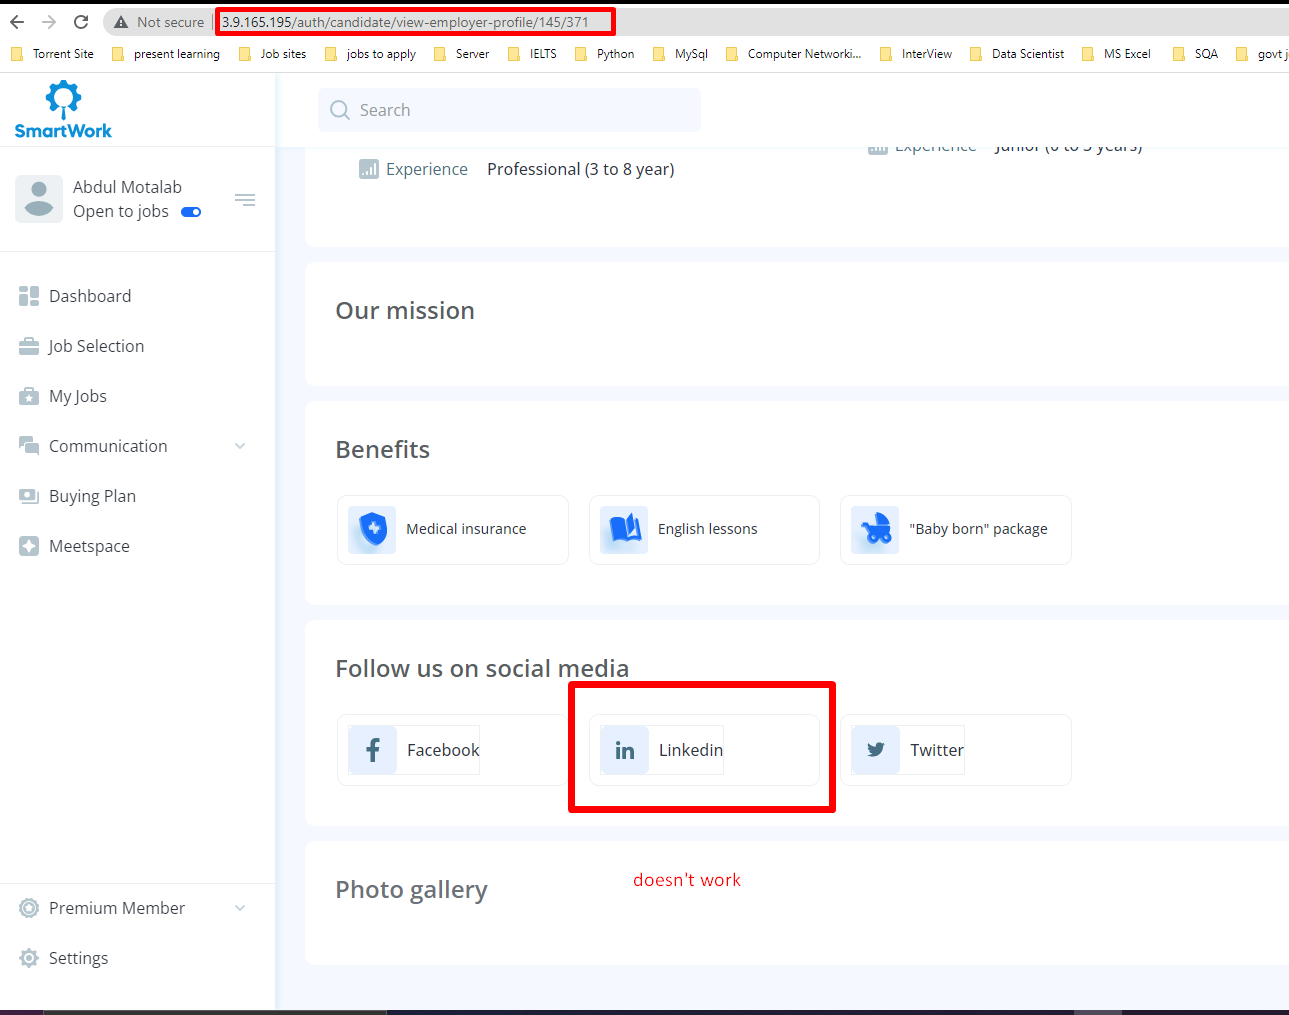 Not secure | 3.9.165.195/auth/candidate/view-employer-profile/145/371
Torrent Site present learning Job sites jobs to apply Server IELTS Python MySql Computer Networki... InterView Data Scientist MS Excel SQA govt j
SmartWork
Search
Experience Junior (0 to 3 years)
Experience Professional (3 to 8 year)
Abdul Motalab
Open to jobs
Dashboard
Job Selection
My Jobs
Communication
Buying Plan
Meetspace
Premium Member
Settings
Our mission
Benefits
Medical insurance
English lessons
"Baby born" package
Follow us on social media
Facebook
Linkedin
Twitter
doesn't work
Photo gallery